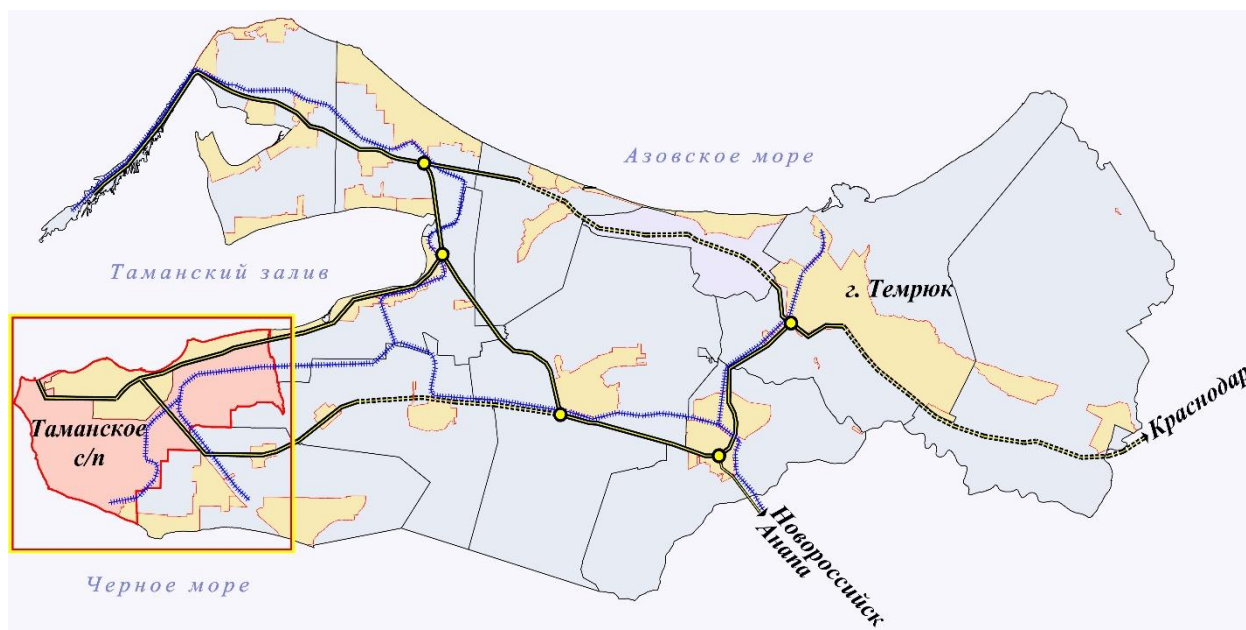 Азовское море
Таманский залив
г. Темрюк
Таманское
с/п
Краснодар
Новороссийск
Анапа
Черное море